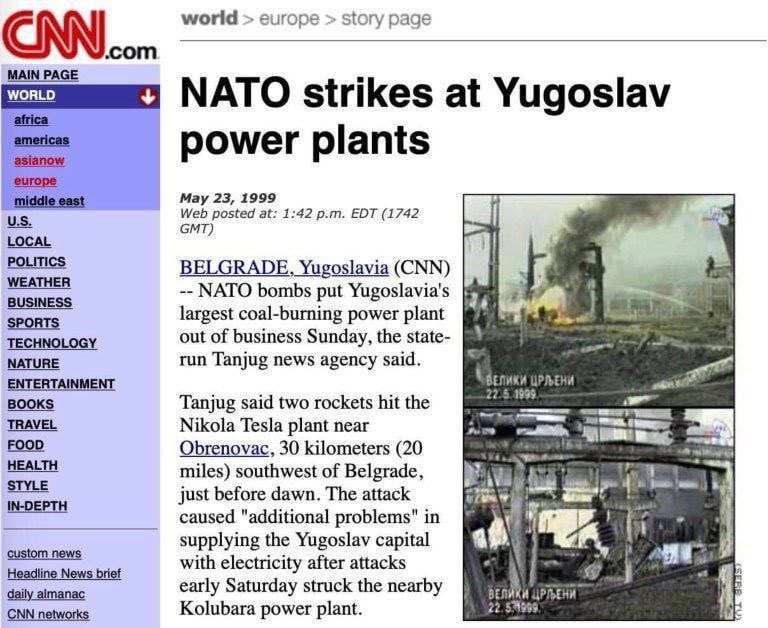 CNN.com
MAIN PAGE
WORLD
africa
americas
asianow
europe
middle east
U.S.
LOCAL
POLITICS
WEATHER
BUSINESS
SPORTS
TECHNOLOGY
NATURE
ENTERTAINMENT
BOOKS
TRAVEL
FOOD
HEALTH
STYLE
IN-DEPTH
custom news
Headline News brief
daily almanac
CNN networks
world > europe > story page
NATO strikes at Yugoslav
power plants
May 23, 1999
Web posted at: 1:42 p.m. EDT (1742
GMT)
BELGRADE, Yugoslavia (CNN)
-- NATO bombs put Yugoslavia's
largest coal-burning power plant
out of business Sunday, the state-
run Tanjug news agency said.
Tanjug said two rockets hit the
Nikola Tesla plant near
Obrenovac, 30 kilometers (20
miles) southwest of Belgrade,
just before dawn. The attack
caused "additional problems" in
supplying the Yugoslav capital
with electricity after attacks
early Saturday struck the nearby
Kolubara power plant.
ВЕЛИКИ ЦРЉЕНИ
22.5.1999.
ВЕЛИКИ ЦРЉЕНИ
22.5.1999.
(SERB TV)